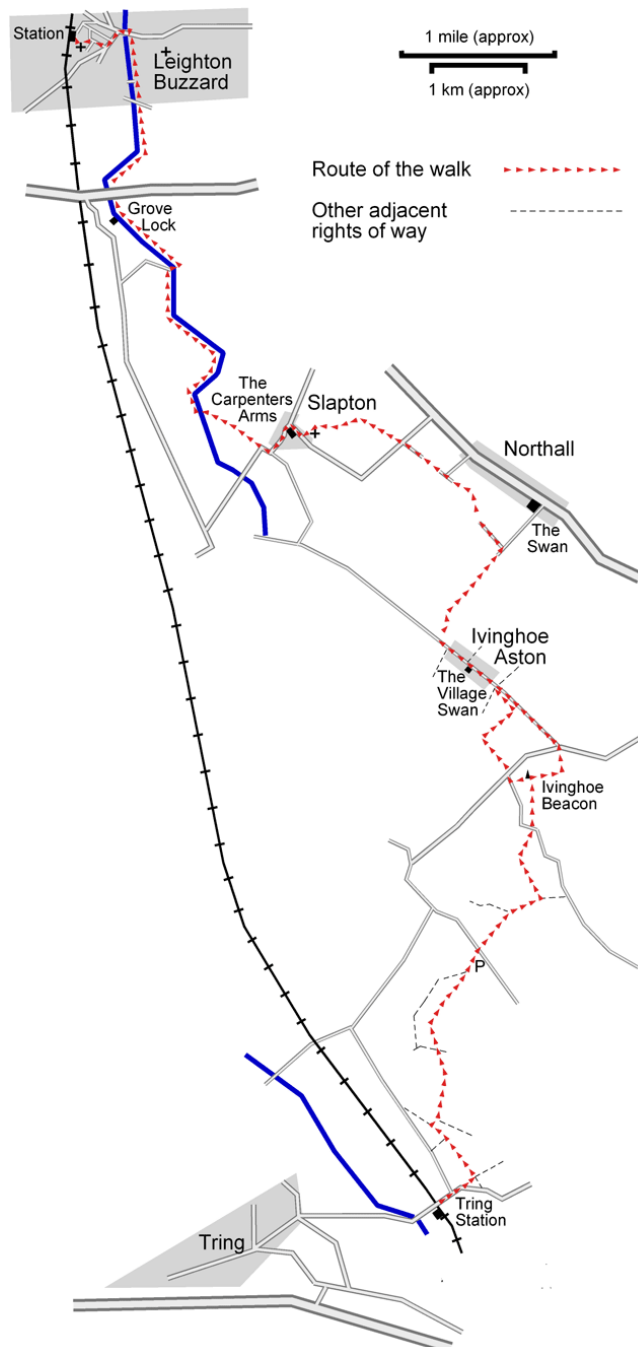 Station
Leighton
Buzzard
1 mile (approx)
1 km (approx)
Route of the walk
Other adjacent
rights of way
Grove
Lock
The
Carpenters
Arms
Slapton
Northall
The
Swan
Ivinghoe
Aston
The
Village
Swan
Ivinghoe
Beacon
P
Tring
Station
Tring